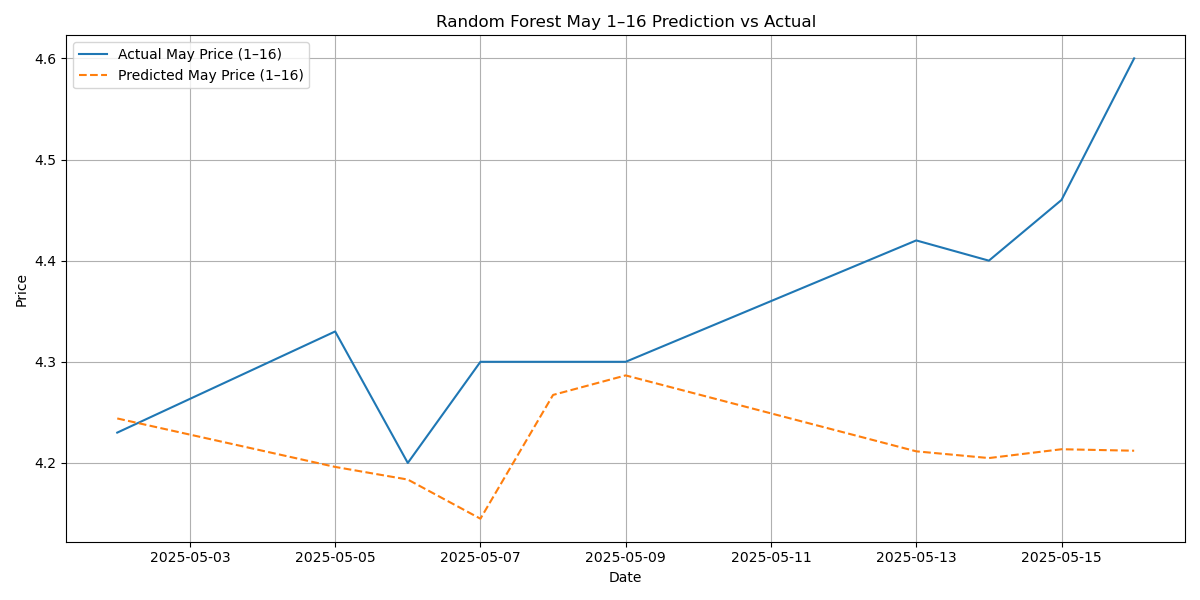 Random Forest May 1–16 Prediction vs Actual
Actual May Price (1–16)
Predicted May Price (1–16)
4.6
4.5
4.4
4.3
4.2
Price
2025-05-03
2025-05-05
2025-05-07
2025-05-09
2025-05-11
2025-05-13
2025-05-15
Date